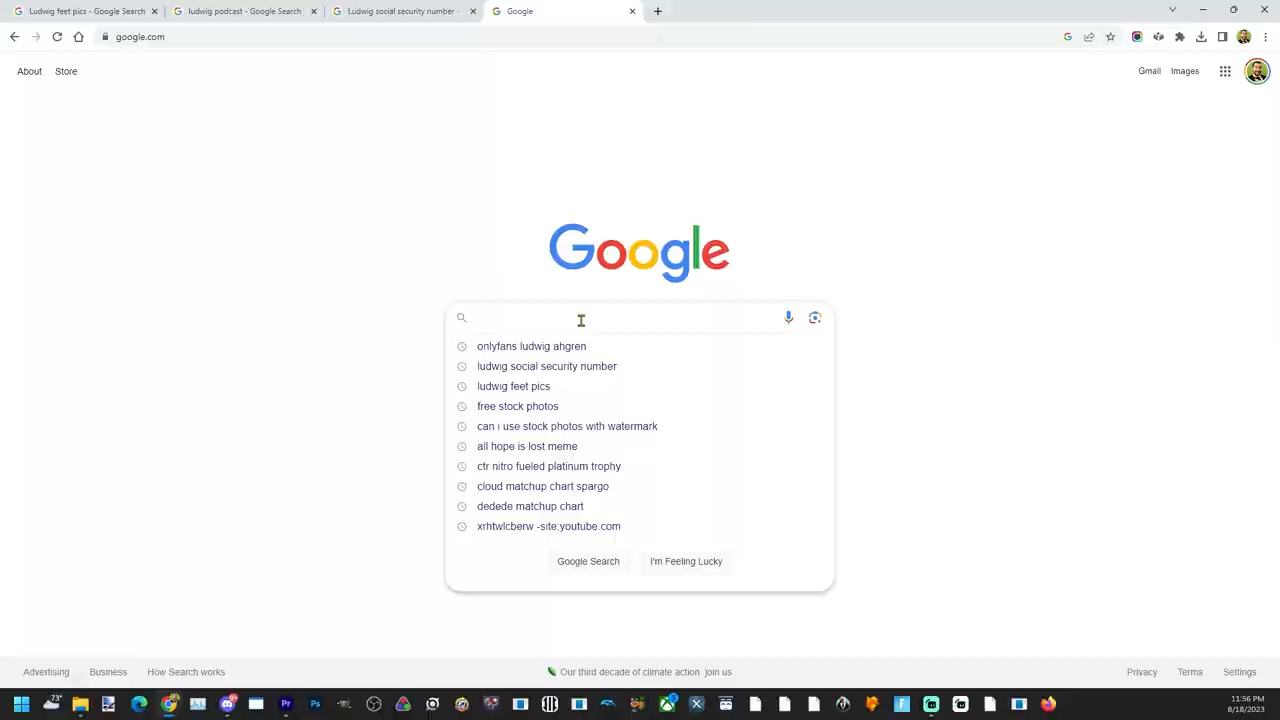 Ludwig feet pics - Google Search
ludwig podcast - Google Search
Ludwig social security number -
Google
google.com
About
Store
Gmail
Images
Google
onlyfans ludwig ahgren
ludwig social security number
ludwig feet pics
free stock photos
can i use stock photos with watermark
all hope is lost meme
ctr nitro fueled platinum trophy
cloud matchup chart spargo
dedede matchup chart
xrhtwlcberw -site:youtube.com
Google Search
I'm Feeling Lucky
Advertising
Business
How Search works
Our third decade of climate action join us
Privacy
Terms
Settings
73°
9+
11:56 PM
8/18/2023